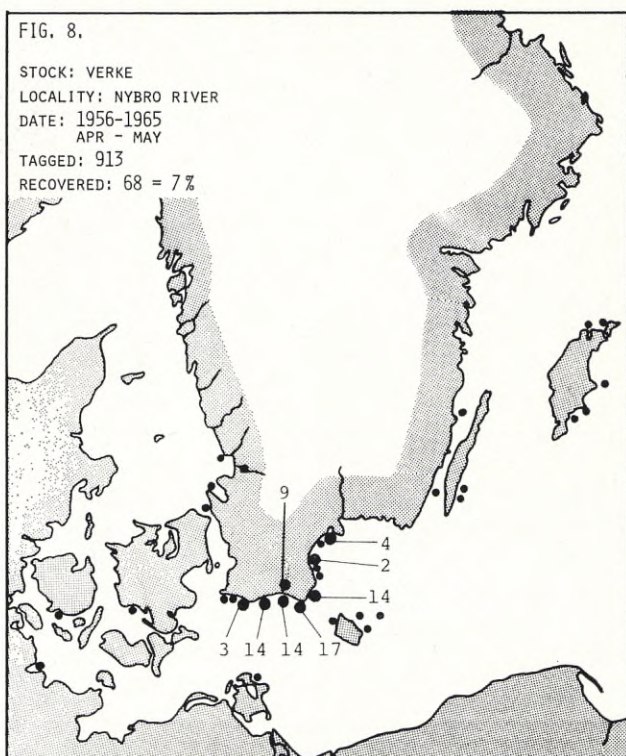 FIG. 8.
STOCK: VERKE
LOCALITY: NYBRO RIVER
DATE: 1956-1965
APR - MAY
TAGGED: 913
RECOVERED: 68 = 7%
9
4
2
14
3
14
14
17